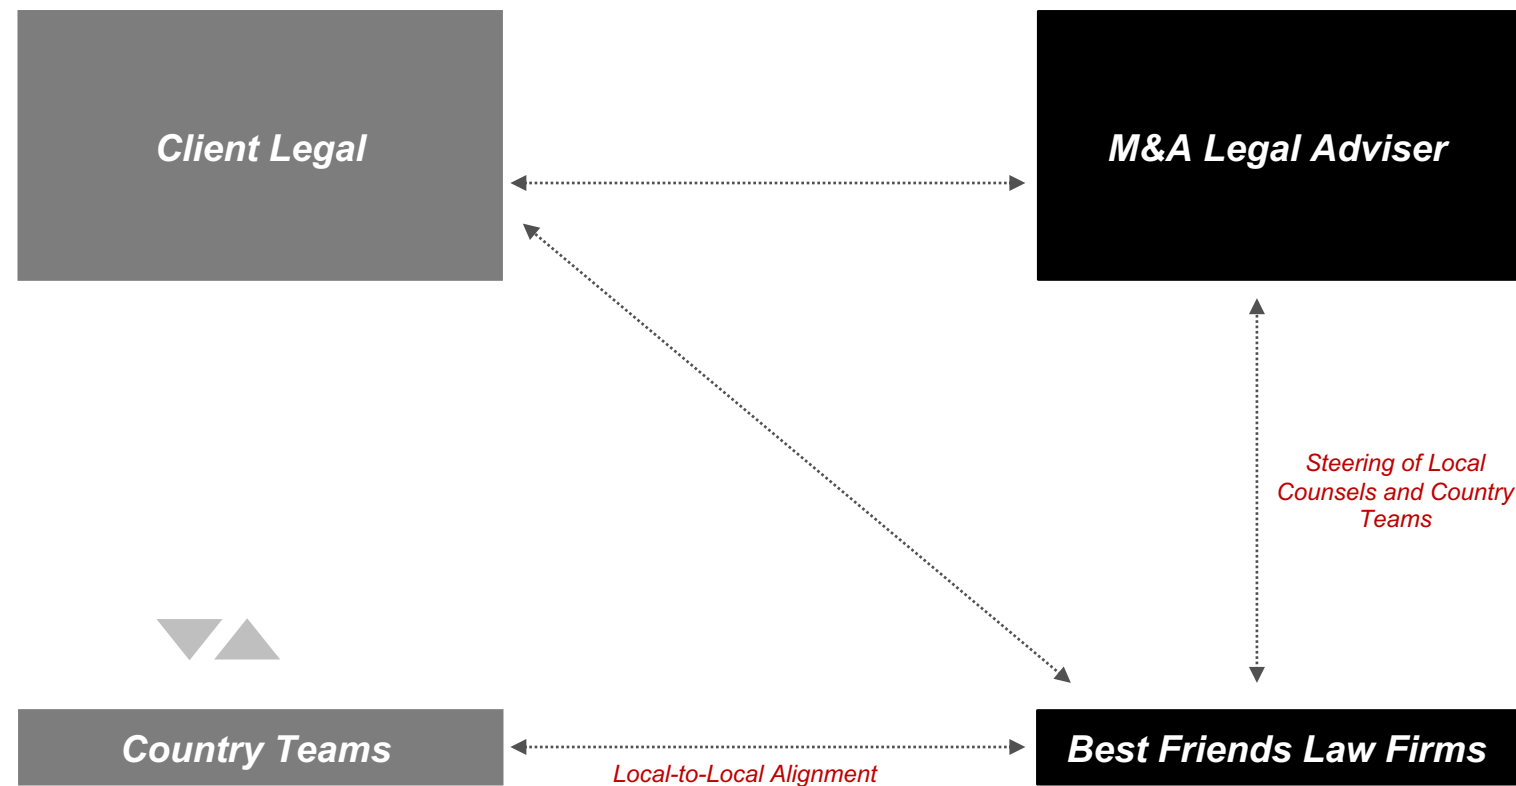 Client Legal
M&A Legal Adviser
Steering of Local
Counsels and Country
Teams
Country Teams
Best Friends Law Firms
Local-to-Local Alignment